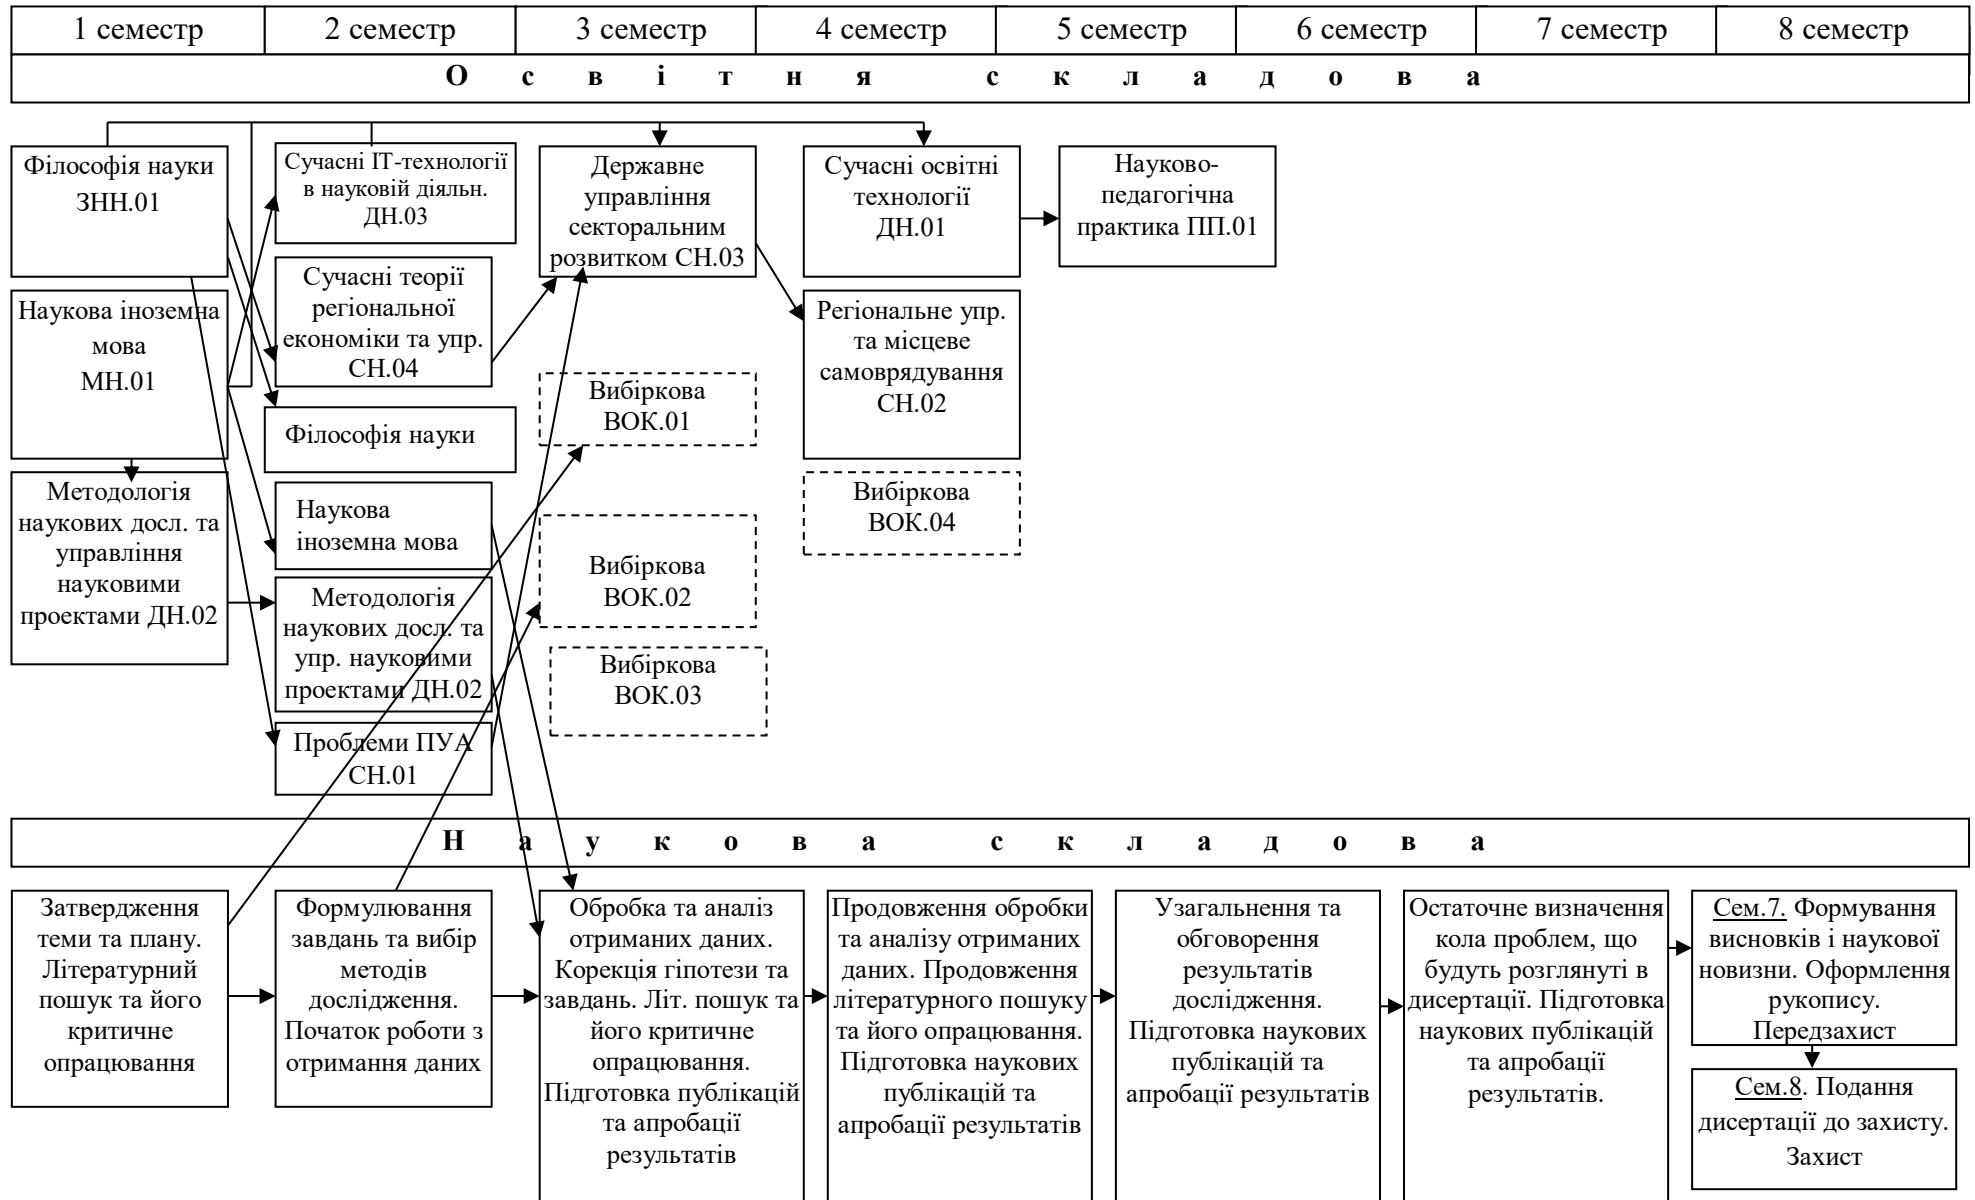 1 семестр
2 семестр
3 семестр
4 семестр
5 семестр
6 семестр
7 семестр
8 семестр
О с в і т н я с к л а д о в а
Філософія науки
ЗНН.01
Наукова іноземна
мова
МН.01
Методологія
наукових досл. та
управління
науковими
проектами ДН.02
Сучасні ІТ-технології
в науковій діяльн.
ДН.03
Сучасні теорії
регіональної
економіки та упр.
СН.04
Філософія науки
Наукова
іноземна мова
Методологія
наукових досл. та
упр. науковими
проектами ДН.02
Проблеми ПУА
СН.01
Державне
управління
секторальним
розвитком СН.03
Вибіркова
ВОК.01
Вибіркова
ВОК.02
Вибіркова
ВОК.03
Сучасні освітні
технології
ДН.01
Регіональне упр.
та місцеве
самоврядування
СН.02
Вибіркова
ВОК.04
Науково-
педагогічна
практика ПП.01
Н а у к о в а с к л а д о в а
Затвердження
теми та плану.
Літературний
пошук та його
критичне
опрацювання
Формулювання
завдань та вибір
методів
дослідження.
Початок роботи з
отримання даних
Обробка та аналіз
отриманих даних.
Корекція гіпотези та
завдань. Літ. пошук та
його критичне
опрацювання.
Підготовка публікацій
та апробації
результатів
Продовження обробки
та аналізу отриманих
даних. Продовження
літературного пошуку
та його опрацювання.
Підготовка наукових
публікацій та
апробації результатів
Узагальнення та
обговорення
результатів
дослідження.
Підготовка наукових
публікацій та
апробації результатів
Остаточне визначення
кола проблем, що
будуть розглянуті в
дисертації. Підготовка
наукових публікацій
та апробації
результатів.
Сем.7. Формування
висновків і наукової
новизни. Оформлення
рукопису.
Передзахист
Сем.8. Подання
дисертації до захисту.
Захист